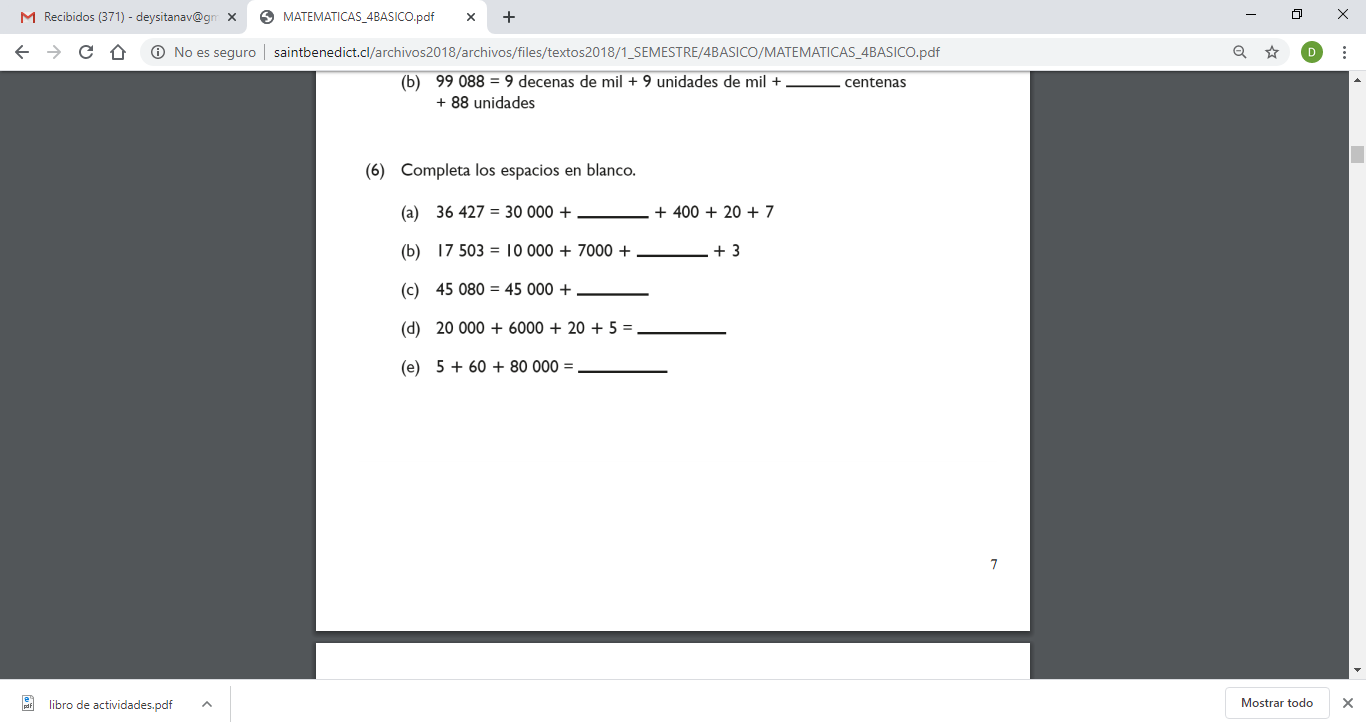 Recibidos (371) - deysitanav@gm
MATEMATICAS_4BASICO.pdf
No es seguro | saintbenedict.cl/archivos2018/archivos/files/textos2018/1_SEMESTRE/4BASICO/MATEMATICAS_4BASICO.pdf
D
(b) 99 088 = 9 decenas de mil + 9 unidades de mil + ______ centenas
+ 88 unidades
(6) Completa los espacios en blanco.
(a) 36 427 = 30 000 + ________ + 400 + 20 + 7
(b) 17 503 = 10 000 + 7000 + ________ + 3
(c) 45 080 = 45 000 + ________
(d) 20 000 + 6000 + 20 + 5 = __________
(e) 5 + 60 + 80 000 = __________
7
libro de actividades.pdf
Mostrar todo